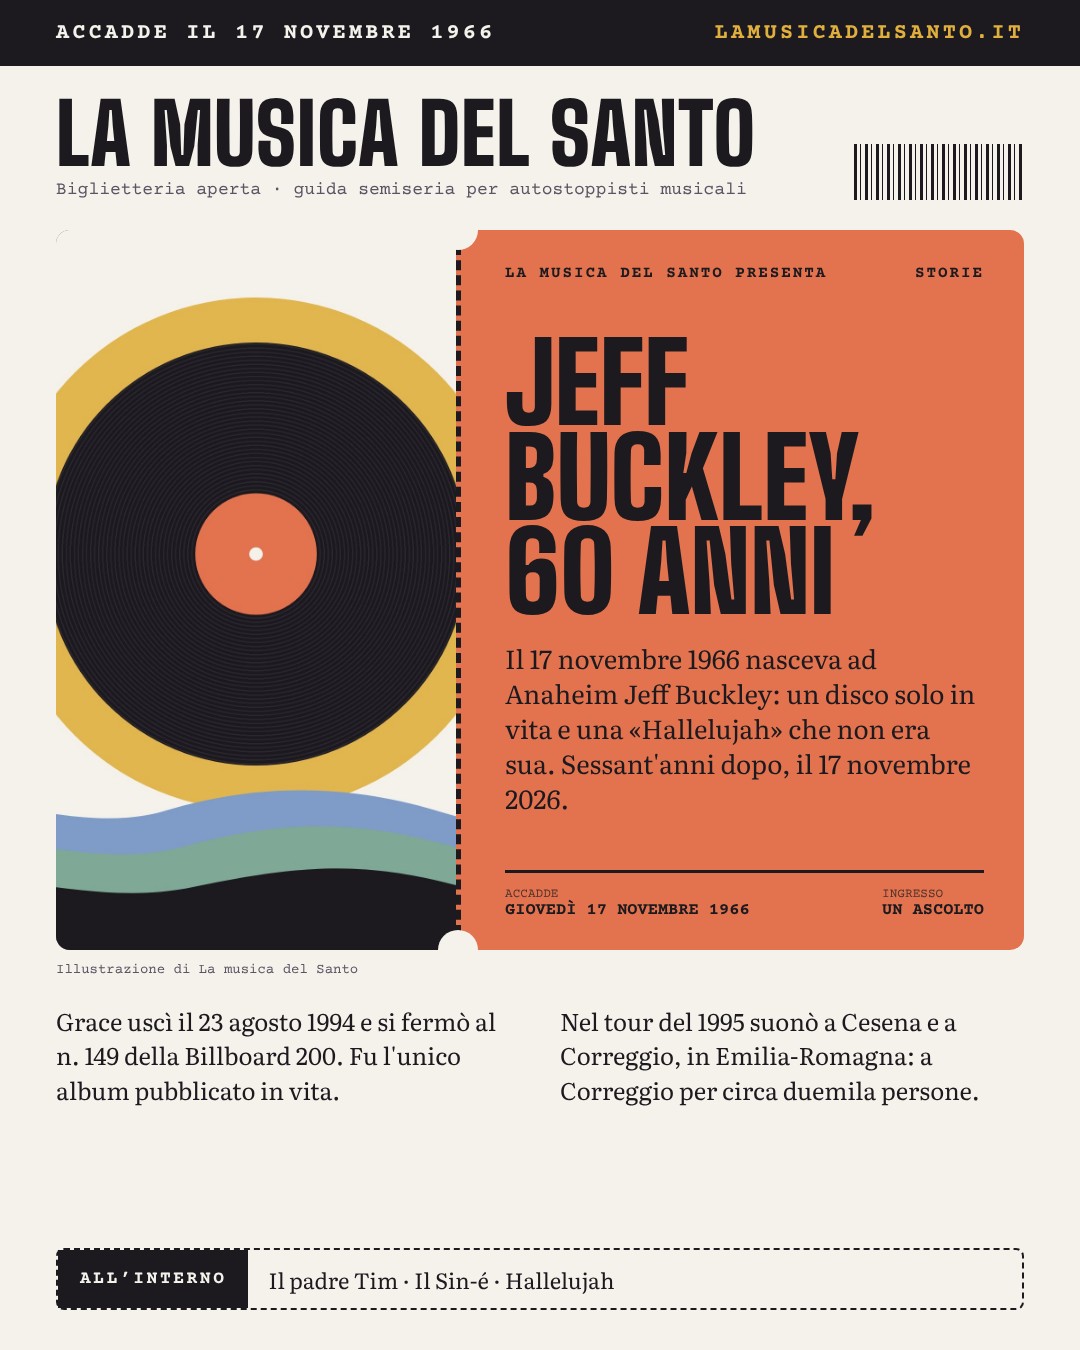 ACCADDE IL 17 NOVEMBRE 1966
LAMUSICADELSANTO.IT
LA MUSICA DEL SANTO
Biglietteria aperta · guida semiseria per autostoppisti musicali
LA MUSICA DEL SANTO PRESENTA
STORIE
JEFF
BUCKLEY,
60 ANNI
Il 17 novembre 1966 nasceva ad
Anaheim Jeff Buckley: un disco solo in
vita e una «Hallelujah» che non era
sua. Sessant'anni dopo, il 17 novembre
2026.
ACCADDE
GIOVEDÌ 17 NOVEMBRE 1966
INGRESSO
UN ASCOLTO
Illustrazione di La musica del Santo
Grace uscì il 23 agosto 1994 e si fermò al
n. 149 della Billboard 200. Fu l'unico
album pubblicato in vita.
Nel tour del 1995 suonò a Cesena e a
Correggio, in Emilia-Romagna: a
Correggio per circa duemila persone.
ALL'INTERNO
Il padre Tim · Il Sin-é · Hallelujah